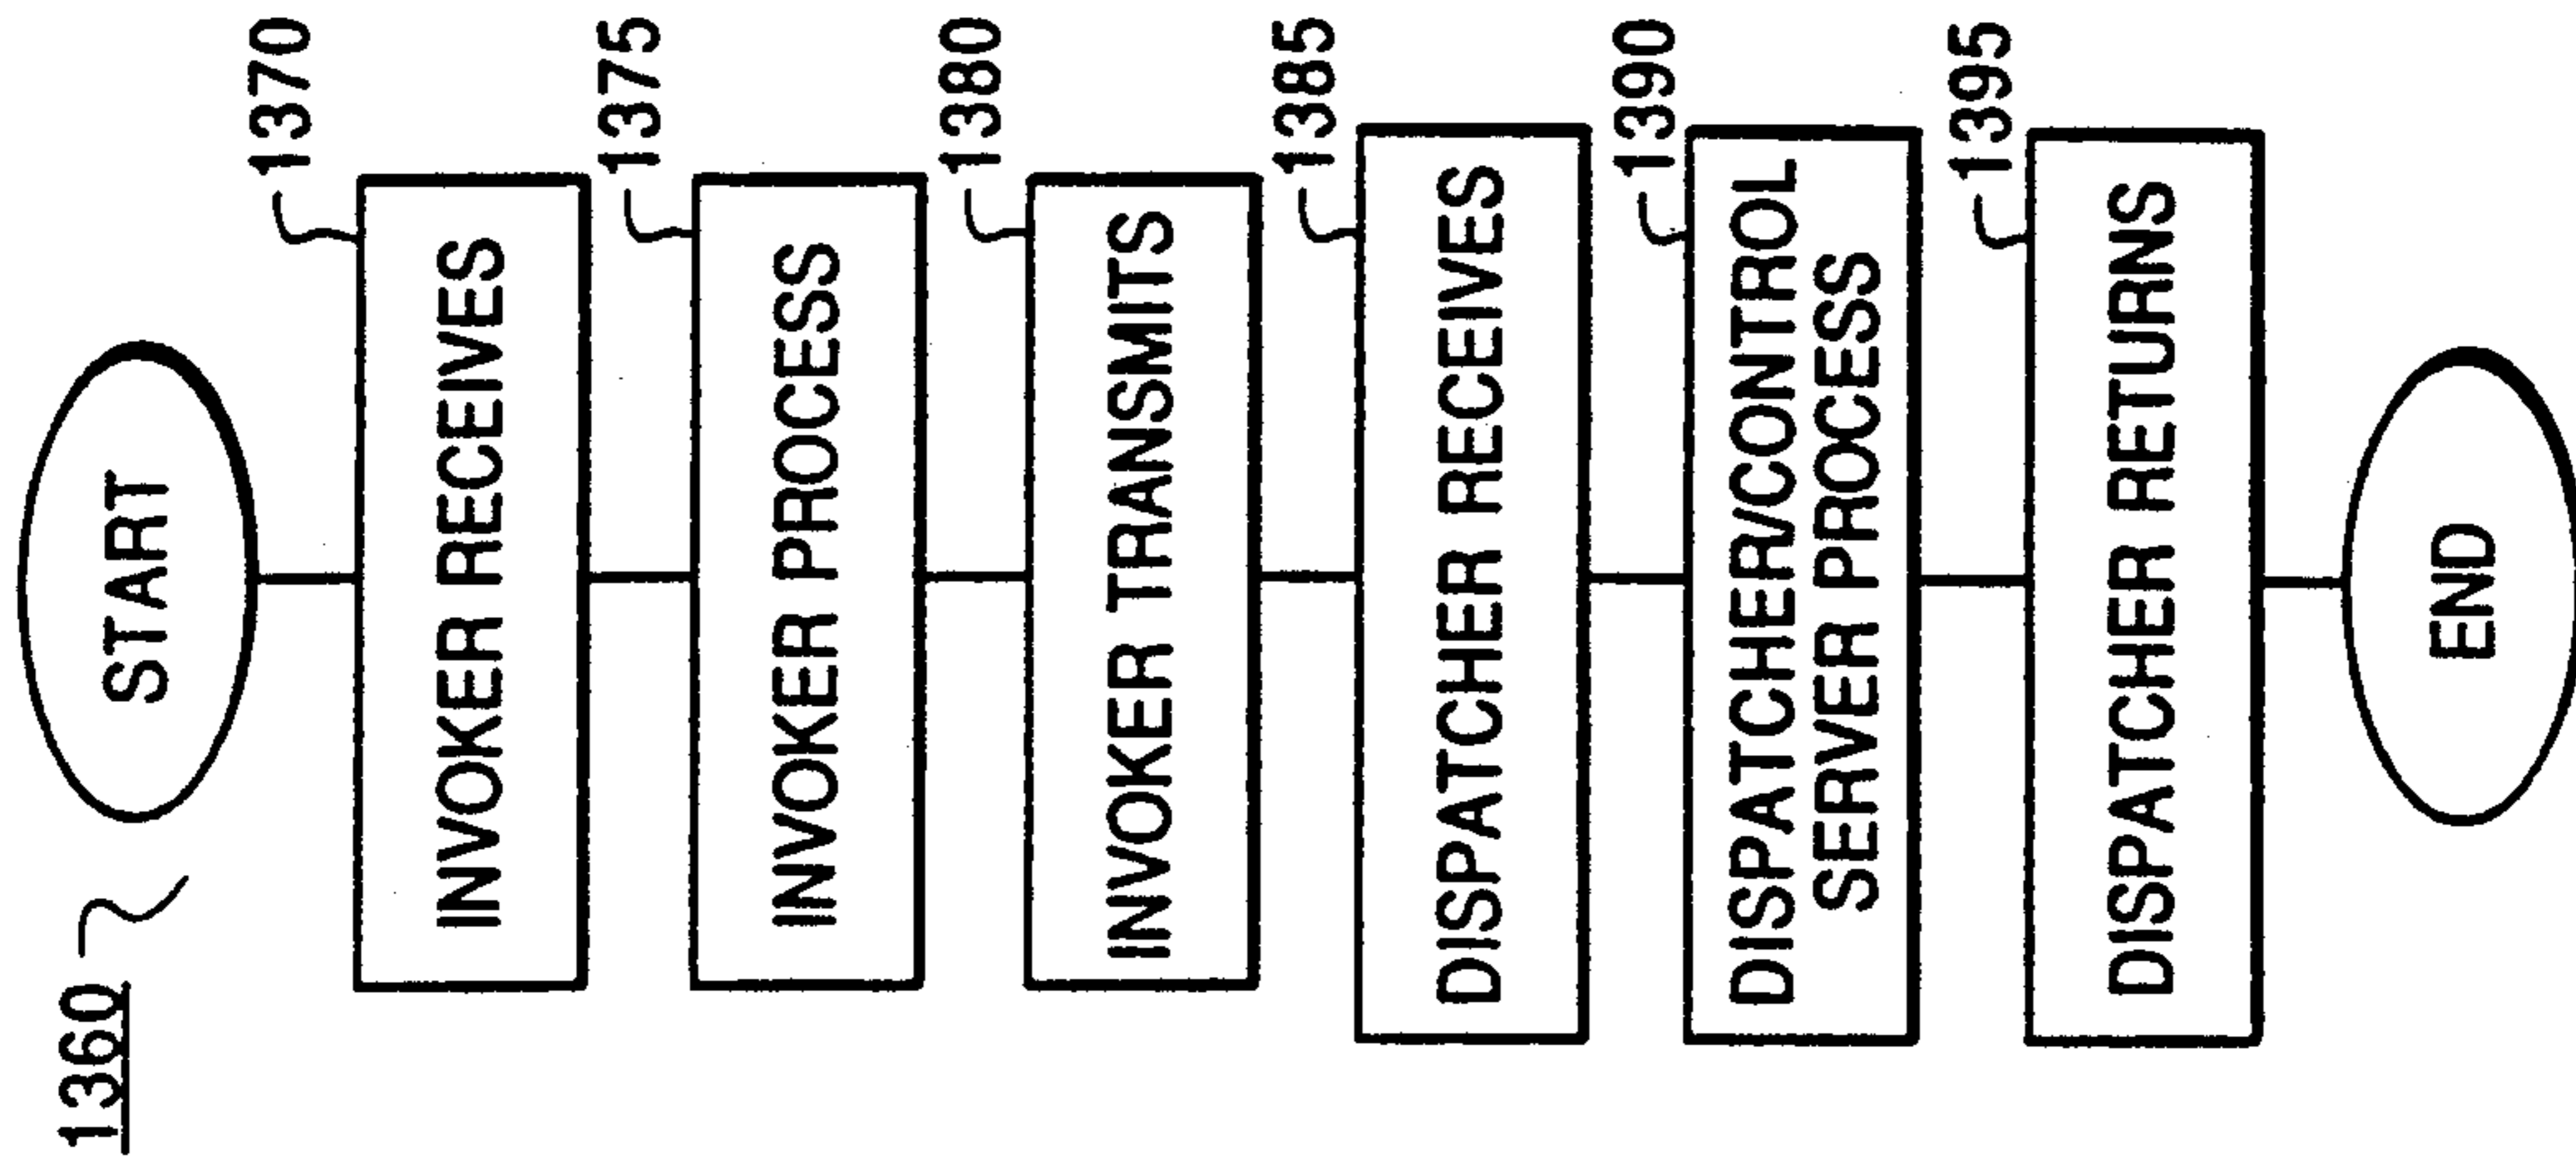 1360
START
1370
INVOKER RECEIVES
1375
INVOKER PROCESS
1380
INVOKER TRANSMITS
1385
DISPATCHER RECEIVES
1390
DISPATCHER/CONTROL
SERVER PROCESS
1395
DISPATCHER RETURNS
END